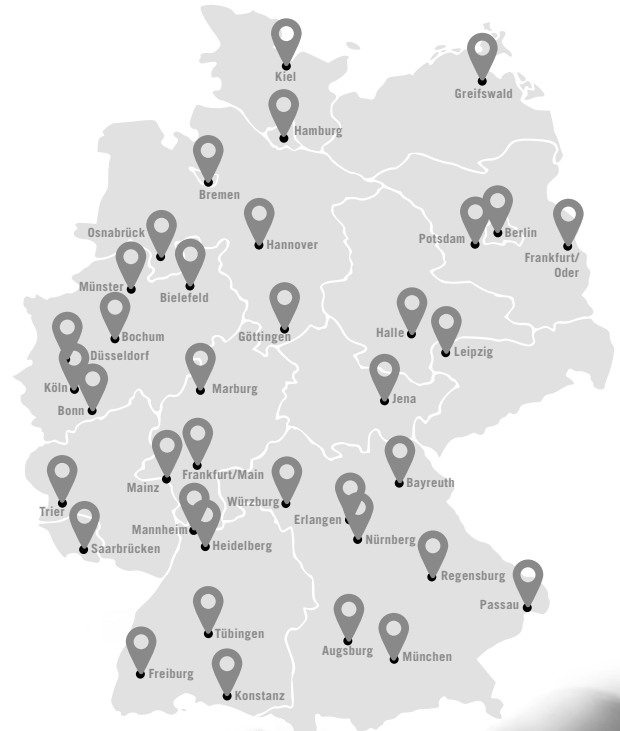 Kiel
Greifswald
Hamburg
Bremen
Osnabrück
Hannover
Potsdam
Berlin
Frankfurt/
Oder
Münster
Bielefeld
Bochum
Göttingen
Halle
Leipzig
Düsseldorf
Köln
Marburg
Jena
Bonn
Frankfurt/Main
Mainz
Bayreuth
Würzburg
Trier
Erlangen
Mannheim
Nürnberg
Saarbrücken
Heidelberg
Regensburg
Passau
Tübingen
Augsburg
München
Freiburg
Konstanz